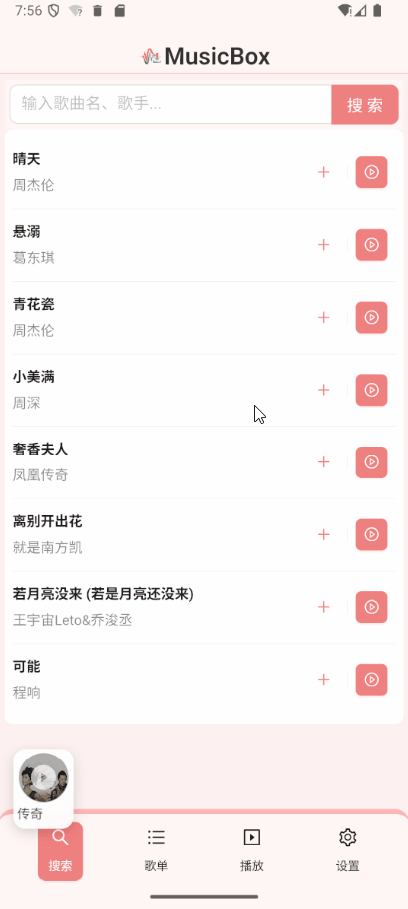 7:56
MusicBox
输入歌曲名、歌手...
搜 索
晴天
周杰伦
悬溺
葛东琪
青花瓷
周杰伦
小美满
周深
奢香夫人
凤凰传奇
离别开出花
就是南方凯
若月亮没来 (若是月亮还没来)
王宇宙Leto&乔浚丞
可能
程响
传奇
搜索
歌单
播放
设置